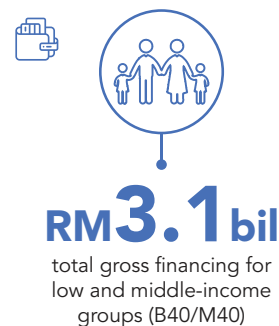 RM3.1bil
total gross financing for
low and middle-income
groups (B40/M40)